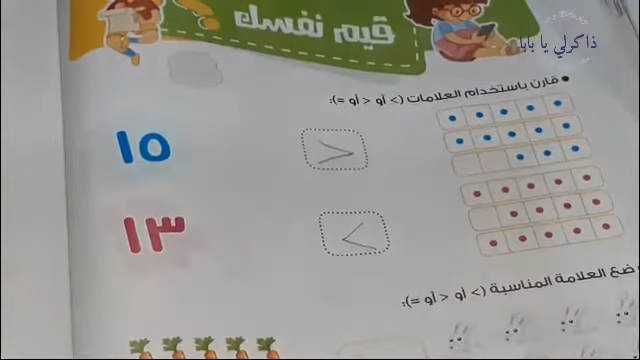 قيم نفسك
ذاكرلي يا بابا
قارن باستخدام العلامات (> أو < أو =):
١٥ >
١٣ <
ضع العلامة المناسبة (> أو < أو =):